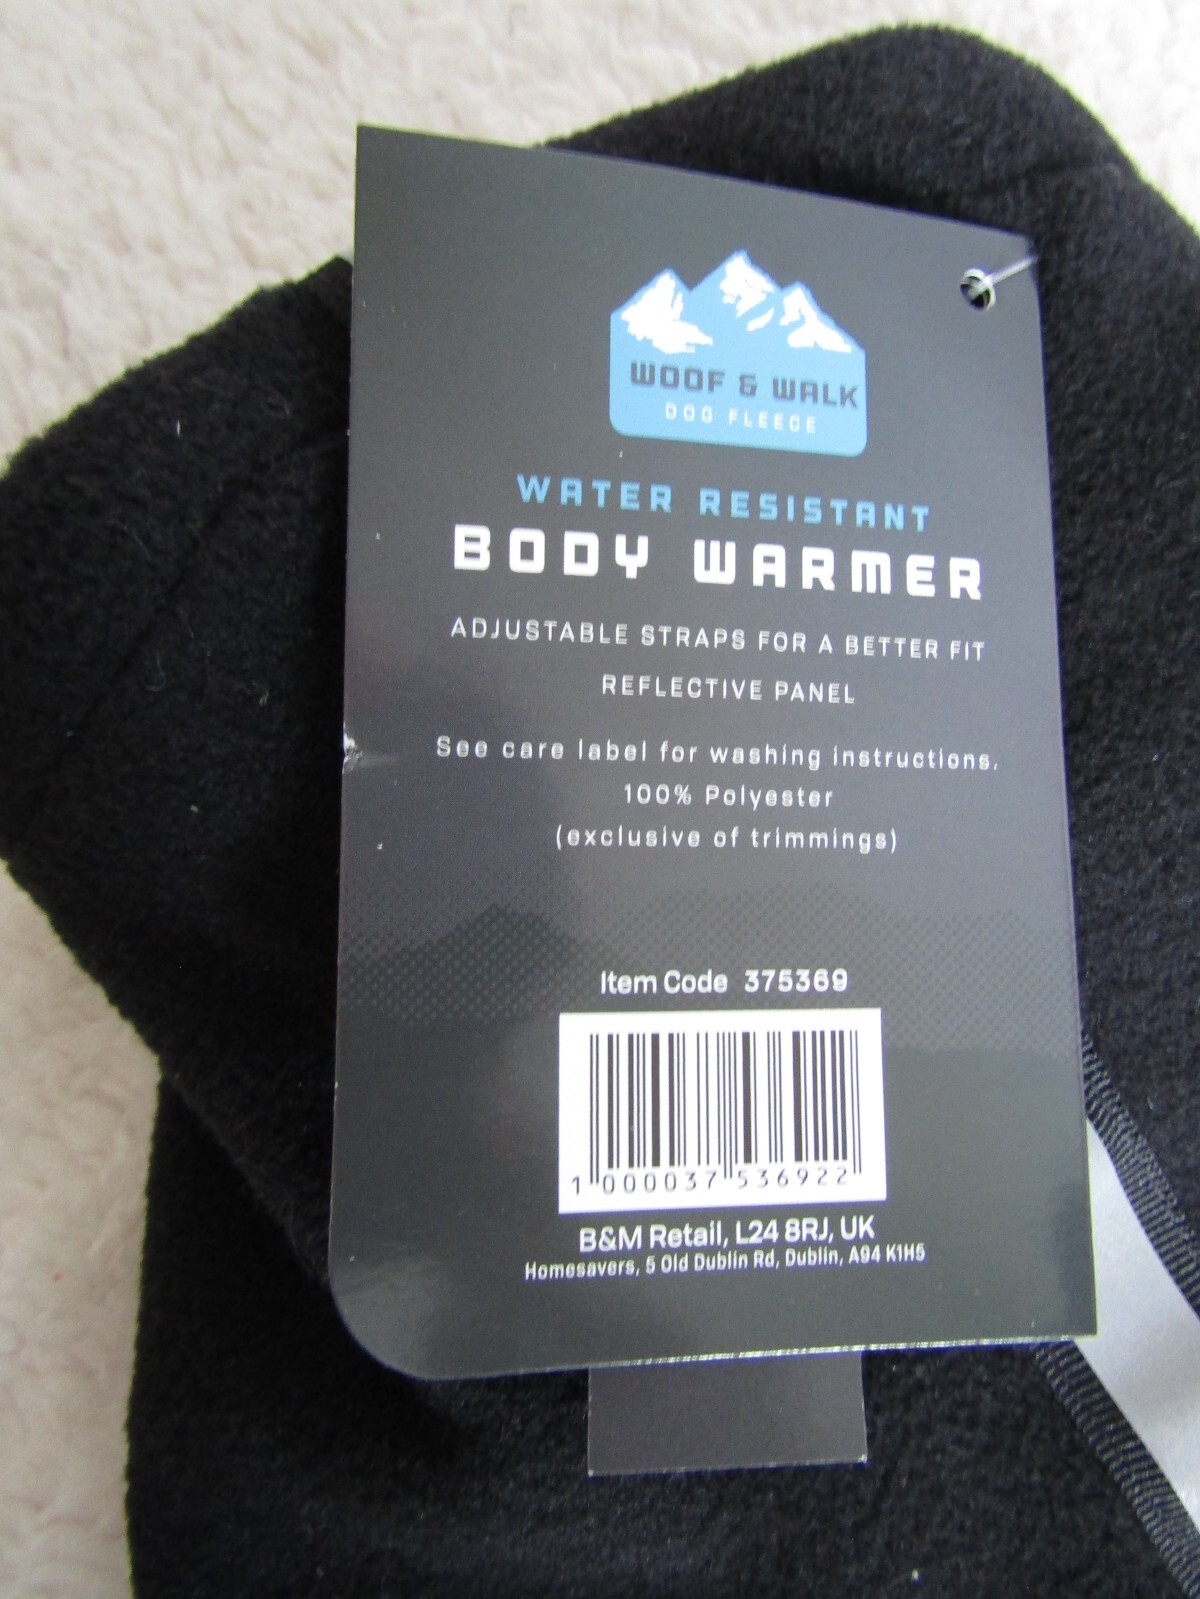 WOOF & WALK
DOG FLEECE
WATER RESISTANT
BODY WARMER
ADJUSTABLE STRAPS FOR A BETTER FIT
REFLECTIVE PANEL
See care label for washing instructions.
100% Polyester
(exclusive of trimmings)
Item Code 375369
1 000037 536922
B&M Retail, L24 8RJ, UK
Homesavers, 5 Old Dublin Rd, Dublin, A94 K1H5